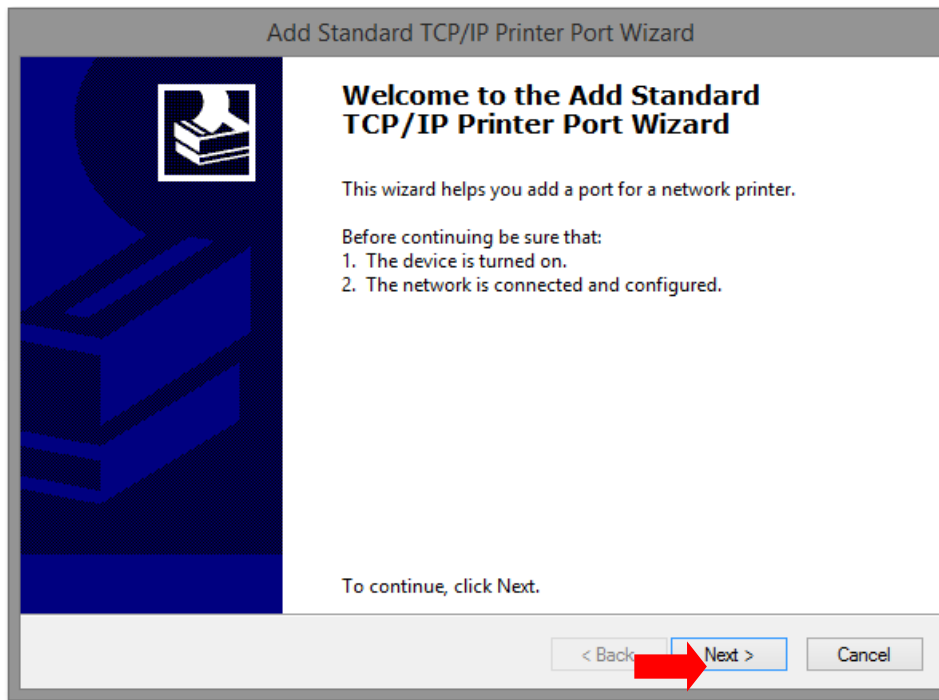 Add Standard TCP/IP Printer Port Wizard
Welcome to the Add Standard
TCP/IP Printer Port Wizard
This wizard helps you add a port for a network printer.
Before continuing be sure that:
1. The device is turned on.
2. The network is connected and configured.
To continue, click Next.
< Back Next > Cancel